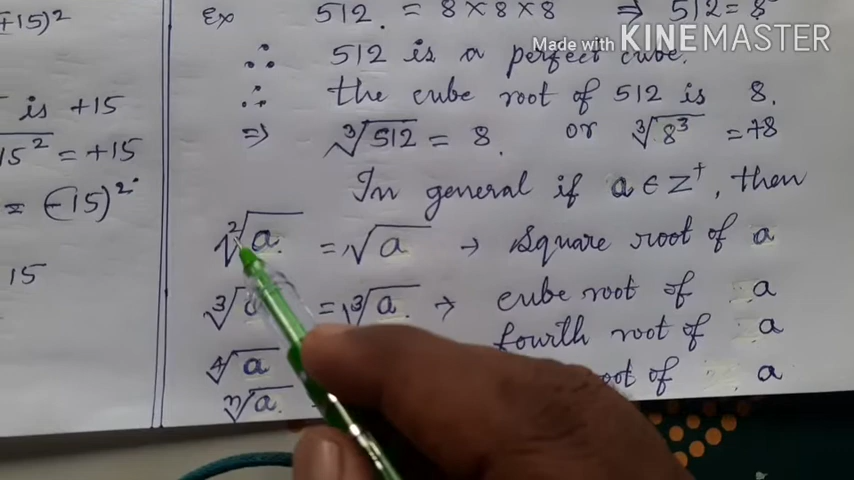 +15)²
is +15
15² = +15
= (-15)²
15
Ex 512. = 8 × 8 × 8 ⇒ 512 = 8
Made with KINEMASTER
∴ 512 is a perfect cube.
∴ the cube root of 512 is 8.
⇒ ∛512 = 8. or ∛8³ = +8
In general if a ∈ Z⁺, then
²√a = √a → square root of a
∛a = ∛a → cube root of a
∜a fourth root of a
ⁿ√a. root of a